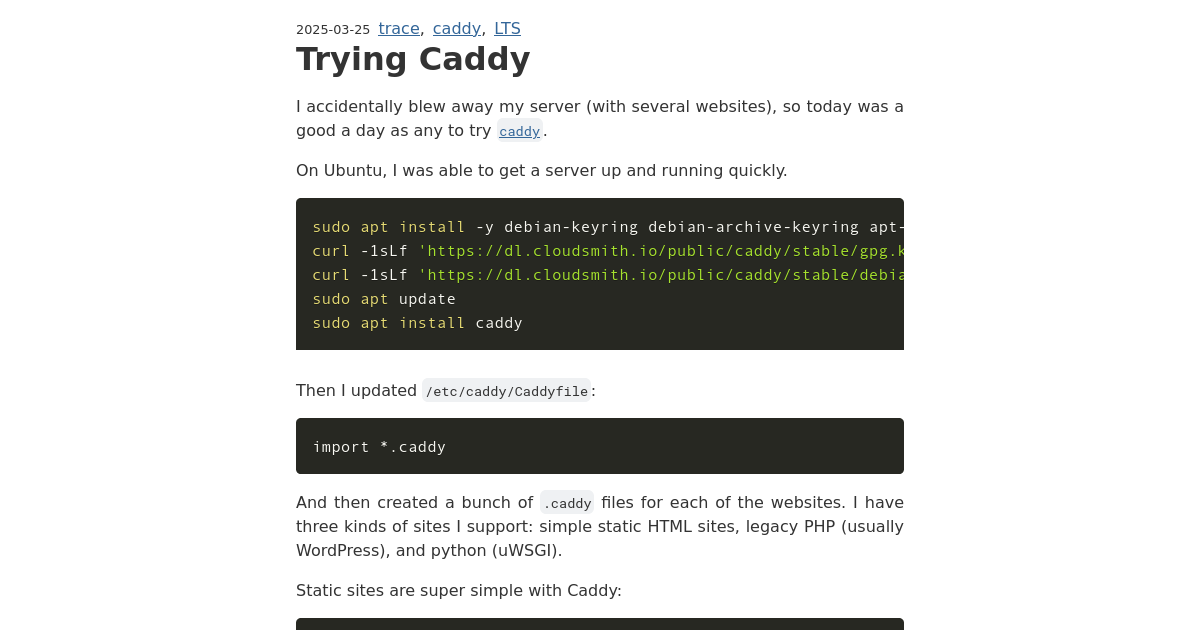 2025-03-25 trace, caddy, LTS
Trying Caddy
I accidentally blew away my server (with several websites), so today was a
good a day as any to try caddy.
On Ubuntu, I was able to get a server up and running quickly.
sudo apt install -y debian-keyring debian-archive-keyring apt-
curl -1sLf 'https://dl.cloudsmith.io/public/caddy/stable/gpg.k
curl -1sLf 'https://dl.cloudsmith.io/public/caddy/stable/debia
sudo apt update
sudo apt install caddy
Then I updated /etc/caddy/Caddyfile:
import *.caddy
And then created a bunch of .caddy files for each of the websites. I have
three kinds of sites I support: simple static HTML sites, legacy PHP (usually
WordPress), and python (uWSGI).
Static sites are super simple with Caddy: